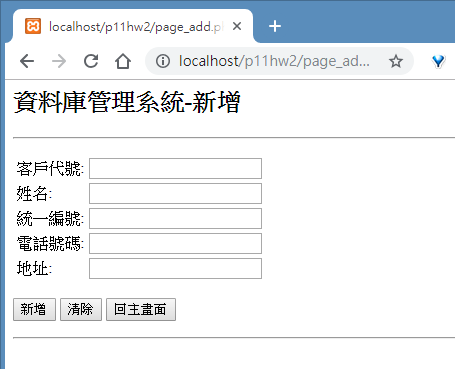 localhost/p11hw2/page_add.p
localhost/p11hw2/page_ad...
資料庫管理系統-新增
客戶代號:
姓名:
統一編號:
電話號碼:
地址:
新增 清除 回主畫面